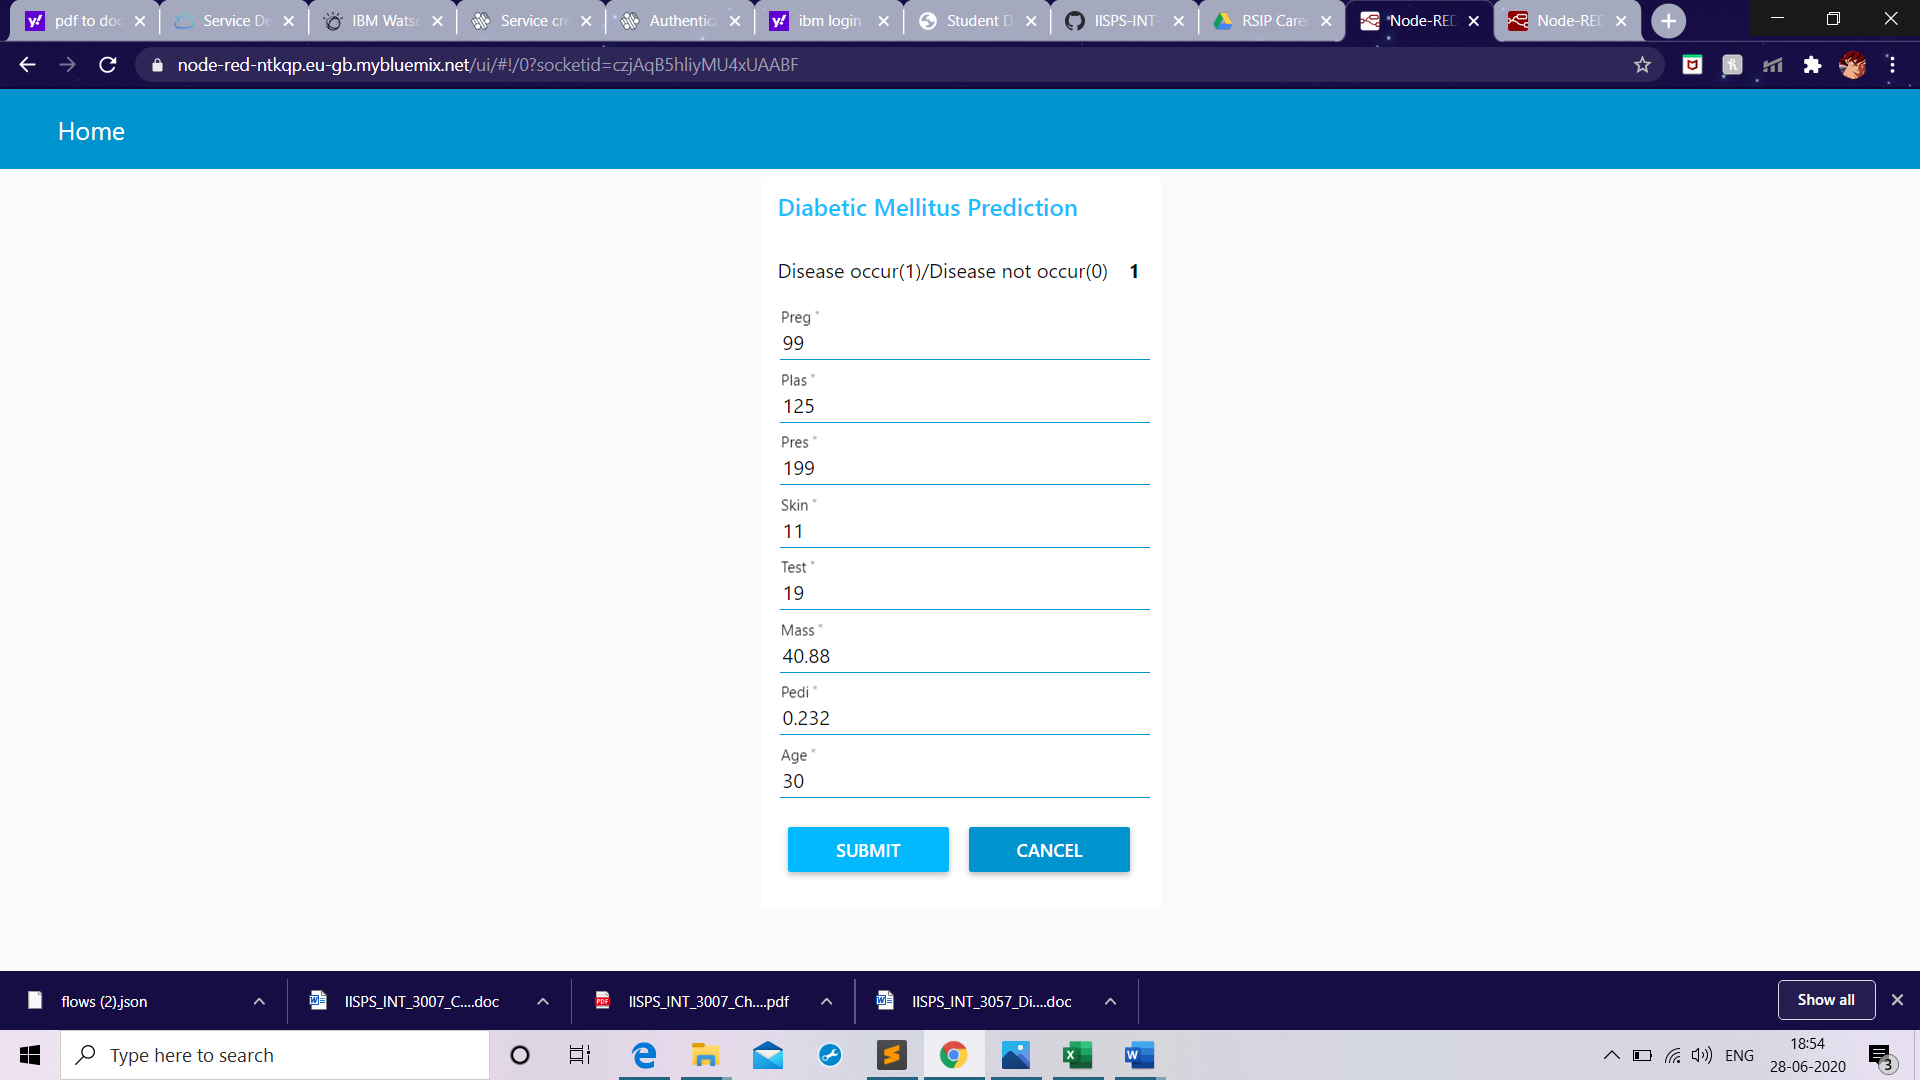 pdf to doc
Service De
IBM Wats
Service cre
Authentica
ibm login
Student D
IISPS-INT-
RSIP Caree
Node-RED
Node-RED
node-red-ntkqp.eu-gb.mybluemix.net/ui/#!/0?socketid=czjAqB5hliyMU4xUAABF
Home
Diabetic Mellitus Prediction
Disease occur(1)/Disease not occur(0) 1
Preg *
99
Plas *
125
Pres *
199
Skin *
11
Test *
19
Mass *
40.88
Pedi *
0.232
Age *
30
SUBMIT CANCEL
flows (2).json
IISPS_INT_3007_C....doc
IISPS_INT_3007_Ch....pdf
IISPS_INT_3057_Di....doc
Show all
Type here to search
ENG
18:54
28-06-2020
3